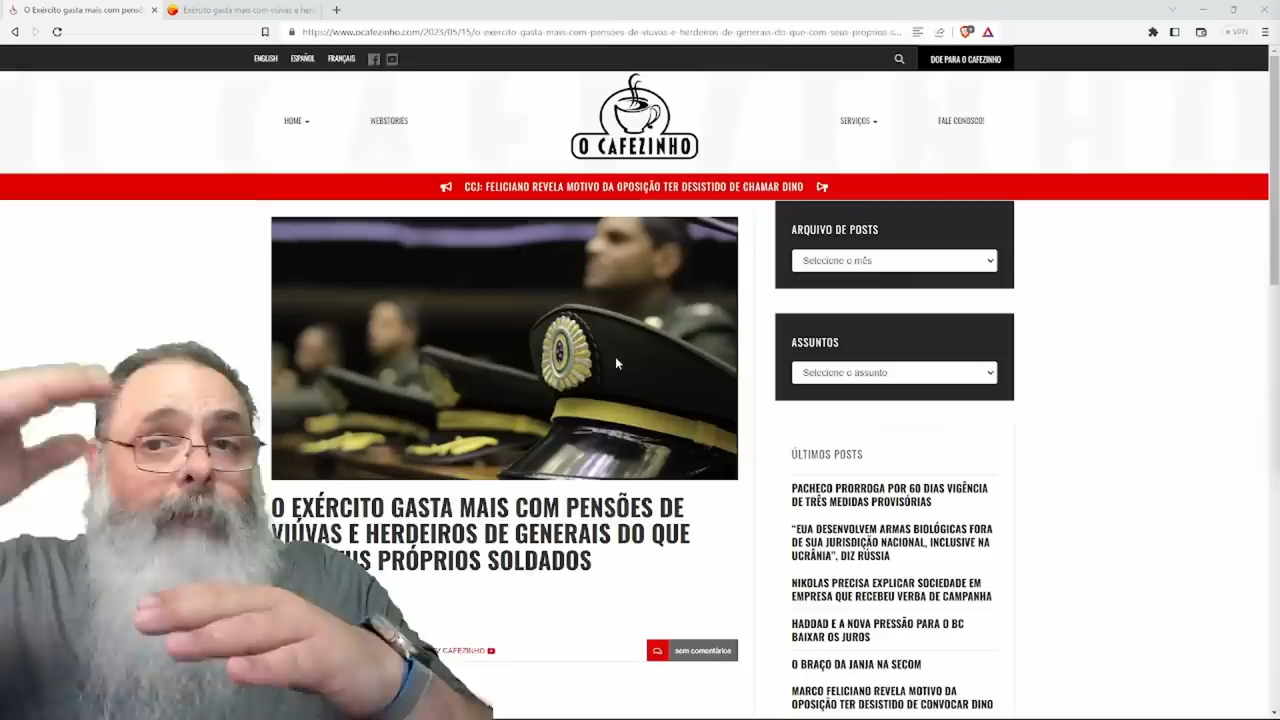 O Exército gasta mais com pensõ
Exército gasta mais com viúvas e her
https://www.ocafezinho.com/2023/05/15/o-exercito-gasta-mais-com-pensoes-de-viuvas-e-herdeiros-de-generais-do-que-com-seus-proprios-s...
VPN
ENGLISH ESPAÑOL FRANÇAIS
DOE PARA O CAFEZINHO
HOME
WEBSTORIES
O CAFEZINHO
SERVIÇOS
FALE CONOSCO!
CCJ: FELICIANO REVELA MOTIVO DA OPOSIÇÃO TER DESISTIDO DE CHAMAR DINO
O EXÉRCITO GASTA MAIS COM PENSÕES DE
VIÚVAS E HERDEIROS DE GENERAIS DO QUE
PRÓPRIOS SOLDADOS
CAFEZINHO
sem comentários
ARQUIVO DE POSTS
Selecione o mês
ASSUNTOS
Selecione o assunto
ÚLTIMOS POSTS
PACHECO PRORROGA POR 60 DIAS VIGÊNCIA
DE TRÊS MEDIDAS PROVISÓRIAS
“EUA DESENVOLVEM ARMAS BIOLÓGICAS FORA
DE SUA JURISDIÇÃO NACIONAL, INCLUSIVE NA
UCRÂNIA”, DIZ RÚSSIA
NIKOLAS PRECISA EXPLICAR SOCIEDADE EM
EMPRESA QUE RECEBEU VERBA DE CAMPANHA
HADDAD E A NOVA PRESSÃO PARA O BC
BAIXAR OS JUROS
O BRAÇO DA JANJA NA SECOM
MARCO FELICIANO REVELA MOTIVO DA
OPOSIÇÃO TER DESISTIDO DE CONVOCAR DINO